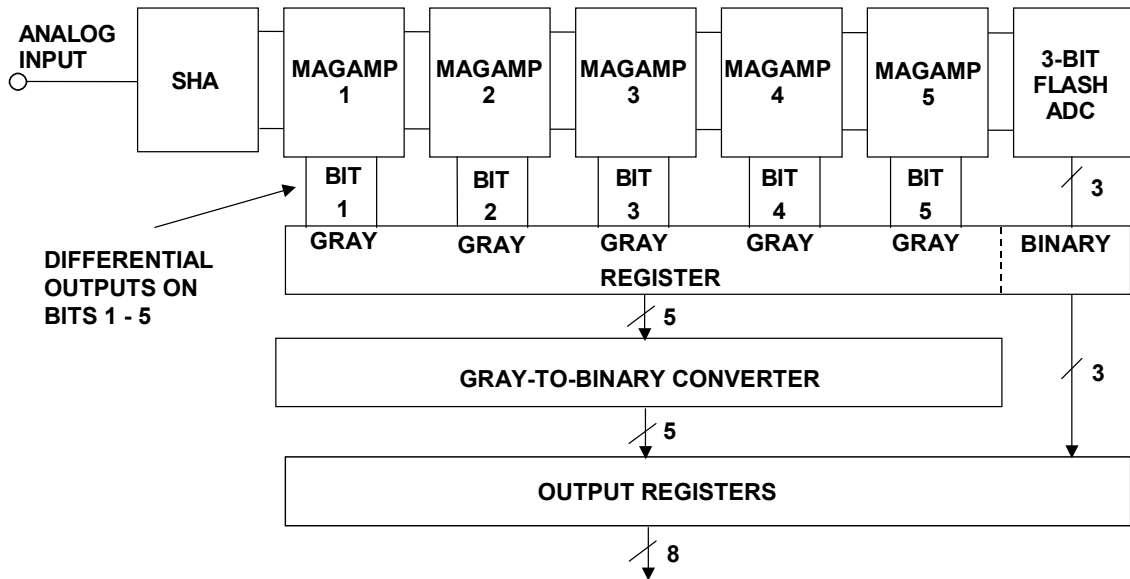 ANALOG
INPUT
SHA
MAGAMP
1
MAGAMP
2
MAGAMP
3
MAGAMP
4
MAGAMP
5
3-BIT
FLASH
ADC
BIT
1
GRAY
BIT
2
GRAY
BIT
3
GRAY
BIT
4
GRAY
BIT
5
GRAY
3
BINARY
REGISTER
DIFFERENTIAL
OUTPUTS ON
BITS 1 - 5
5
GRAY-TO-BINARY CONVERTER
3
5
OUTPUT REGISTERS
8